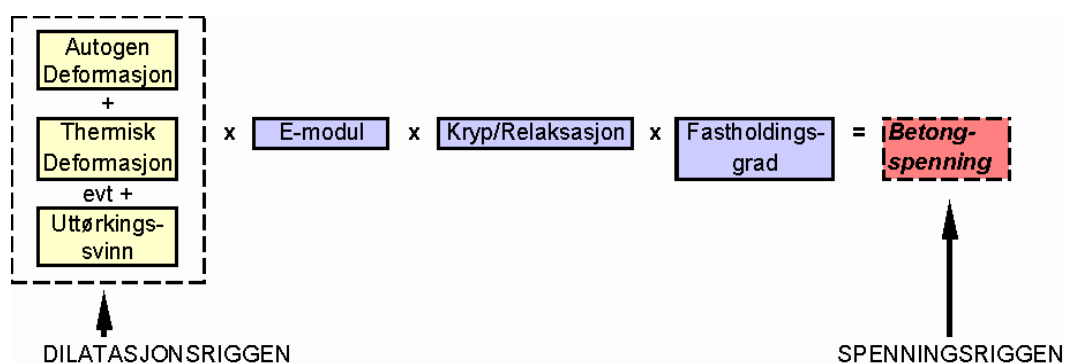 Autogen
Deformasjon
+
Thermisk
Deformasjon
evt +
Uttørkings-
svinn
x
E-modul
x
Kryp/Relaksasjon
x
Fastholdings-
grad
=
Betong-
spenning
DILATASJONSRIGGEN
SPENNINGSRIGGEN